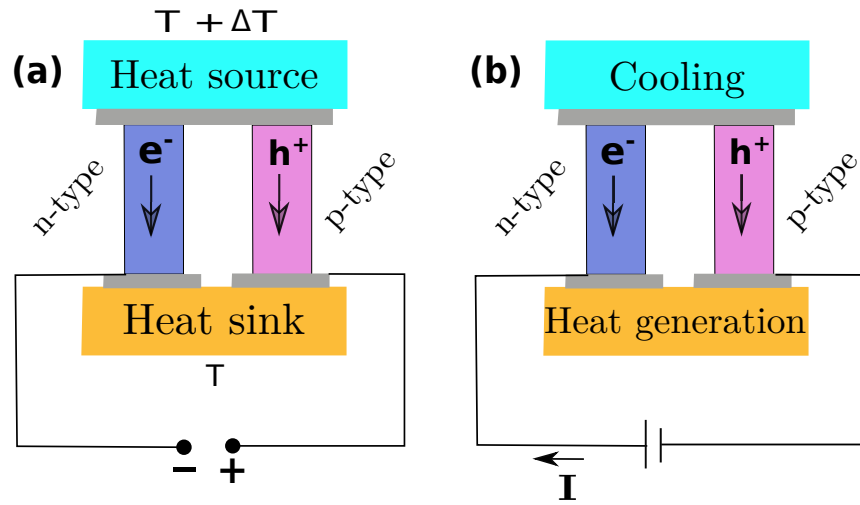 T + ΔT
(a)
Heat source
e⁻
h⁺
n-type
p-type
Heat sink
T
−
+
(b)
Cooling
e⁻
h⁺
n-type
p-type
Heat generation
I